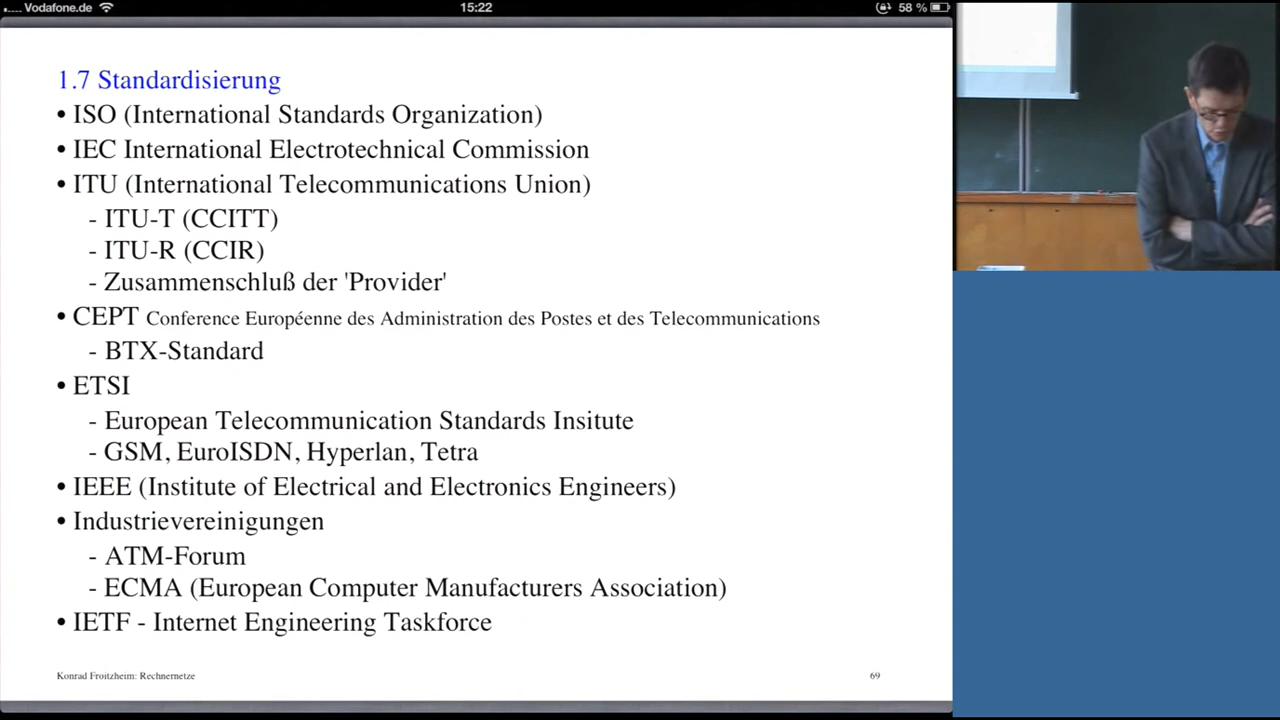 Vodafone.de 15:22 58 %
1.7 Standardisierung
• ISO (International Standards Organization)
• IEC International Electrotechnical Commission
• ITU (International Telecommunications Union)
- ITU-T (CCITT)
- ITU-R (CCIR)
- Zusammenschluß der 'Provider'
• CEPT Conference Européenne des Administration des Postes et des Telecommunications
- BTX-Standard
• ETSI
- European Telecommunication Standards Insitute
- GSM, EuroISDN, Hyperlan, Tetra
• IEEE (Institute of Electrical and Electronics Engineers)
• Industrievereinigungen
- ATM-Forum
- ECMA (European Computer Manufacturers Association)
• IETF - Internet Engineering Taskforce
Konrad Froitzheim: Rechnernetze 69